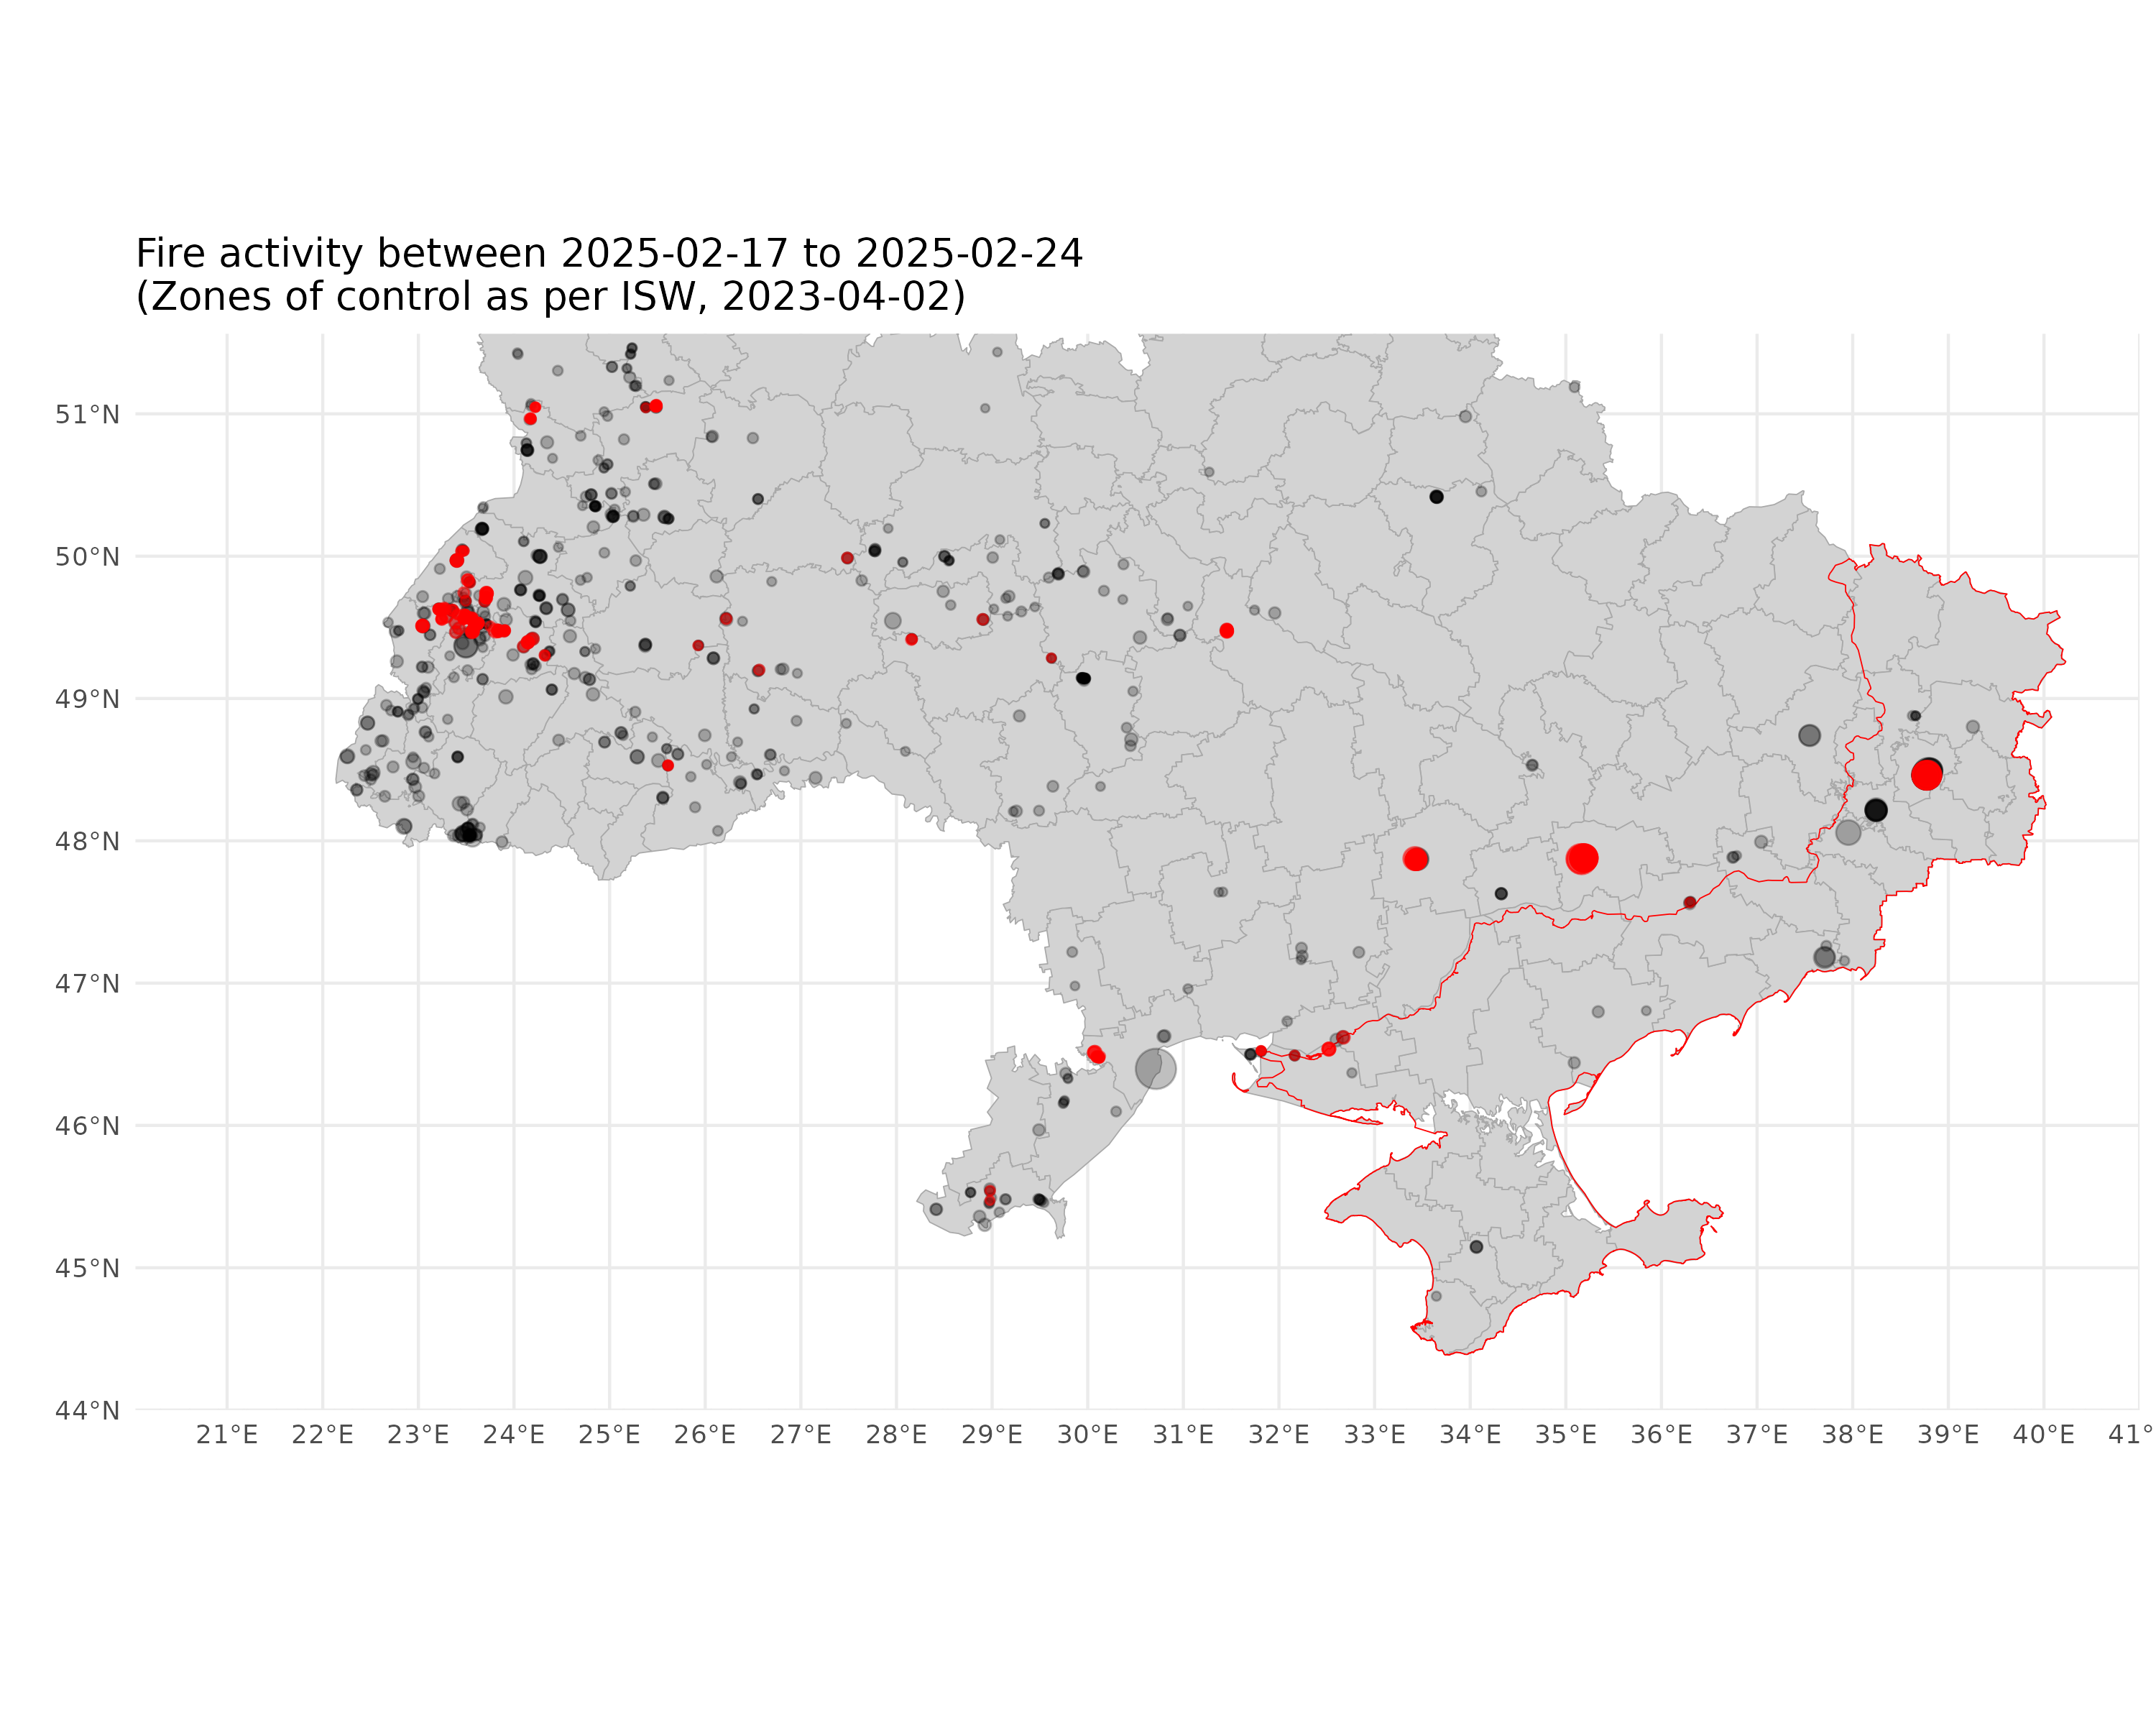 Fire activity between 2025-02-17 to 2025-02-24
(Zones of control as per ISW, 2023-04-02)
51°N
50°N
49°N
48°N
47°N
46°N
45°N
44°N
21°E 22°E 23°E 24°E 25°E 26°E 27°E 28°E 29°E 30°E 31°E 32°E 33°E 34°E 35°E 36°E 37°E 38°E 39°E 40°E 41°